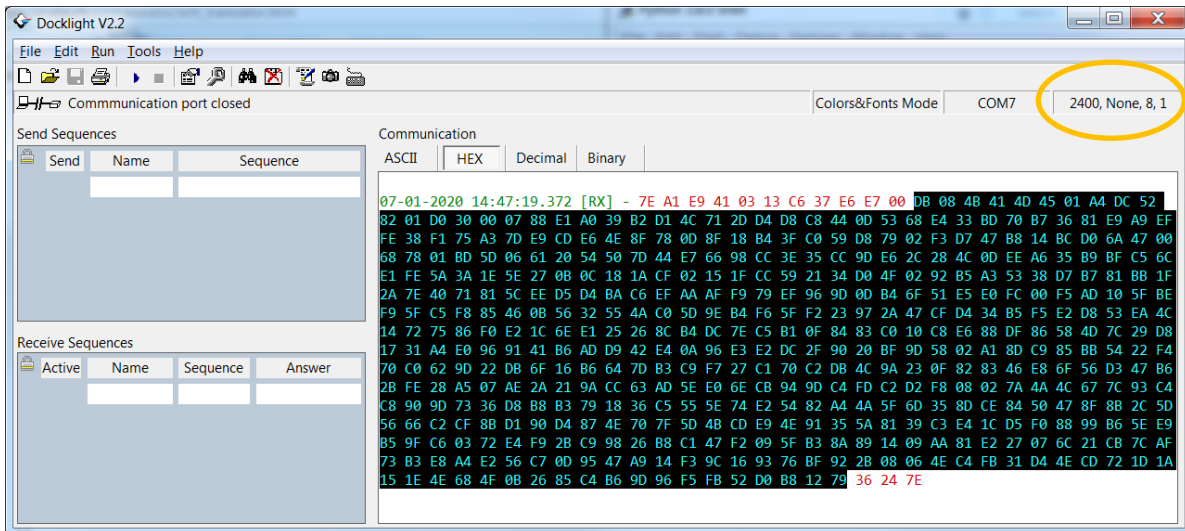 Docklight V2.2
File Edit Run Tools Help
Commmunication port closed
Colors&Fonts Mode
COM7
2400, None, 8, 1
Send Sequences
Send Name Sequence
Receive Sequences
Active Name Sequence Answer
Communication
ASCII HEX Decimal Binary
07-01-2020 14:47:19.372 [RX] - 7E A1 E9 41 03 13 C6 37 E6 E7 00 DB 08 4B 41 4D 45 01 A4 DC 52
82 01 D0 30 00 07 88 E1 A0 39 B2 D1 4C 71 2D D4 D8 C8 44 0D 53 68 E4 33 BD 70 B7 36 81 E9 A9 EF
FE 38 F1 75 A3 7D E9 CD E6 4E 8F 78 0D 8F 18 B4 3F C0 59 D8 79 02 F3 D7 47 B8 14 BC D0 6A 47 00
68 78 01 BD 5D 06 61 20 54 50 7D 44 E7 66 98 CC 3E 35 CC 9D E6 2C 28 4C 0D EE A6 35 B9 BF C5 6C
E1 FE 5A 3A 1E 5E 27 0B 0C 18 1A CF 02 15 1F CC 59 21 34 D0 4F 02 92 B5 A3 53 38 D7 B7 81 BB 1F
2A 7E 40 71 81 5C EE D5 D4 BA C6 EF AA AF F9 79 EF 96 9D 0D B4 6F 51 E5 E0 FC 00 F5 AD 10 5F BE
F9 5F C5 F8 85 46 0B 56 32 55 4A C0 5D 9E B4 F6 5F F2 23 97 2A 47 CF D4 34 B5 F5 E2 D8 53 EA 4C
14 72 75 86 F0 E2 1C 6E E1 25 26 8C B4 DC 7E C5 B1 0F 84 83 C0 10 C8 E6 88 DF 86 58 4D 7C 29 D8
17 31 A4 E0 96 91 41 B6 AD D9 42 E4 0A 96 E3 E2 DC 2F 90 20 BF 9D 58 02 A1 8D C9 85 BB 54 22 F4
70 C0 62 9D 22 DB 6F 16 B6 64 7D B3 C9 F7 27 C1 70 C2 DB 4C 9A 23 0F 82 83 46 E8 6F 56 D3 47 B6
2B FE 28 A5 07 AE 2A 21 9A CC 63 AD 5E E0 6E CB 94 9D C4 FD C2 D2 F8 08 02 7A 4A 4C 67 7C 93 C4
C8 90 9D 73 36 D8 B8 B3 79 18 36 C5 55 5E 74 E2 54 82 A4 4A 5F 6D 35 8D CE 84 50 47 8F 8B 2C 5D
56 66 C2 CF 8B D1 90 D4 87 4E 70 7F 5D 4B CD E9 4E 91 35 5A 81 39 C3 E4 1C D5 F0 88 99 B6 5E E9
B5 9F C6 03 72 E4 F9 2B C9 98 26 B8 C1 47 F2 09 5F B3 8A 89 14 09 AA 81 E2 27 07 6C 21 CB 7C AF
73 B3 E8 A4 E2 56 C7 0D 95 47 A9 14 F3 9C 16 93 76 BF 92 2B 08 06 4E C4 FB 31 D4 4E CD 72 1D 1A
15 1E 4E 68 4F 0B 26 85 C4 B6 9D 96 F5 FB 52 D0 B8 12 79 36 24 7E